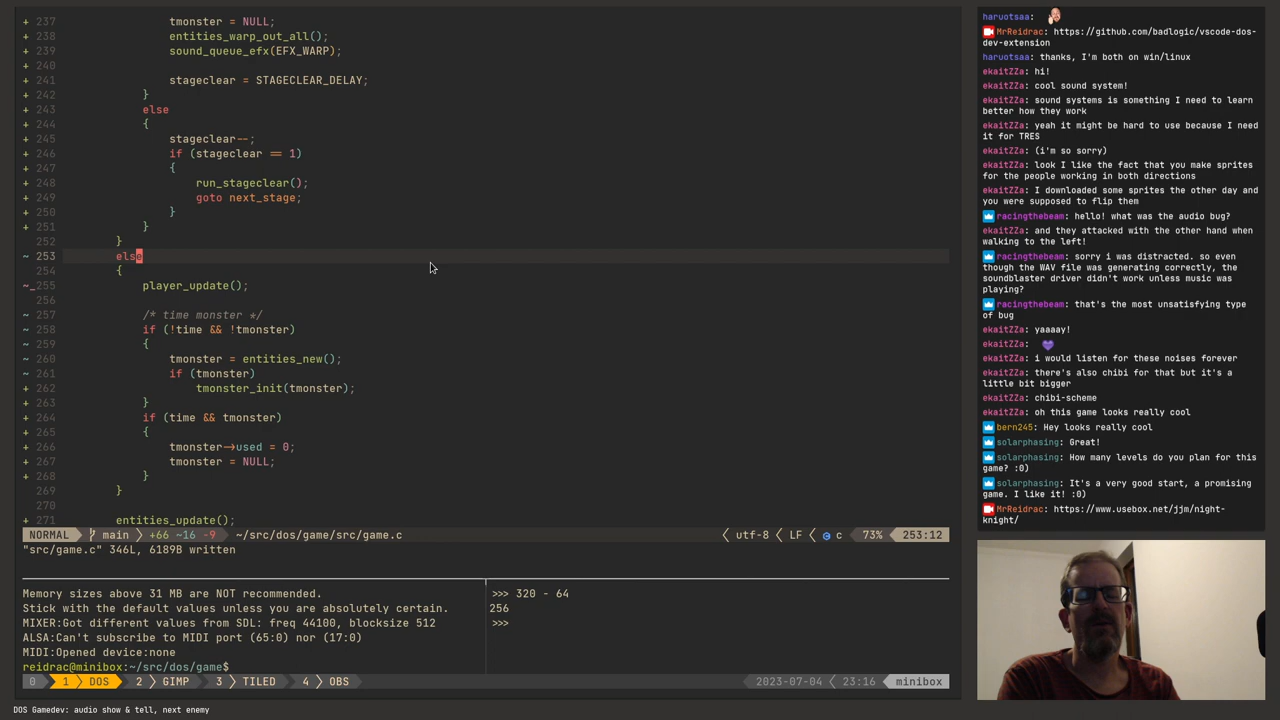 + 237 tmonster = NULL;
+ 238 entities_warp_out_all();
+ 239 sound_queue_efx(EFX_WARP);
+ 240
+ 241 stageclear = STAGECLEAR_DELAY;
+ 242 }
+ 243 else
+ 244 {
+ 245 stageclear--;
+ 246 if (stageclear == 1)
+ 247 {
+ 248 run_stageclear();
+ 249 goto next_stage;
+ 250 }
+ 251 }
252 }
~ 253 else
254 {
~_255 player_update();
256
~ 257 /* time monster */
~ 258 if (!time && !tmonster)
~ 259 {
~ 260 tmonster = entities_new();
~ 261 if (tmonster)
+ 262 tmonster_init(tmonster);
+ 263 }
+ 264 if (time && tmonster)
+ 265 {
+ 266 tmonster->used = 0;
+ 267 tmonster = NULL;
+ 268 }
269 }
270
+ 271 entities_update();
NORMAL main +66 ~16 -9 ~/src/dos/game/src/game.c utf-8 LF c 73% 253:12
"src/game.c" 346L, 6189B written
Memory sizes above 31 MB are NOT recommended.
Stick with the default values unless you are absolutely certain.
MIXER:Got different values from SDL: freq 44100, blocksize 512
ALSA:Can't subscribe to MIDI port (65:0) nor (17:0)
MIDI:Opened device:none
reidrac@minibox:~/src/dos/game$
>>> 320 - 64
256
>>>
0 1 DOS 2 GIMP 3 TILED 4 OBS 2023-07-04 23:16 minibox
DOS Gamedev: audio show & tell, next enemy
haruotsaa:
MrReidrac: https://github.com/badlogic/vscode-dos-
dev-extension
haruotsaa: thanks, I'm both on win/linux
ekaitZZa: hi!
ekaitZZa: cool sound system!
ekaitZZa: sound systems is something I need to learn
better how they work
ekaitZZa: yeah it might be hard to use because I need
it for TRES
ekaitZZa: (i'm so sorry)
ekaitZZa: look I like the fact that you make sprites
for the people working in both directions
ekaitZZa: I downloaded some sprites the other day and
you were supposed to flip them
racingthebeam: hello! what was the audio bug?
ekaitZZa: and they attacked with the other hand when
walking to the left!
racingthebeam: sorry i was distracted. so even
though the WAV file was generating correctly, the
soundblaster driver didn't work unless music was
playing?
racingthebeam: that's the most unsatisfying type
of bug
ekaitZZa: yaaaay!
ekaitZZa:
ekaitZZa: i would listen for these noises forever
ekaitZZa: there's also chibi for that but it's a
little bit bigger
ekaitZZa: chibi-scheme
ekaitZZa: oh this game looks really cool
bern245: Hey looks really cool
solarphasing: Great!
solarphasing: How many levels do you plan for this
game? :0)
solarphasing: It's a very good start, a promising
game. I like it! :0)
MrReidrac: https://www.usebox.net/jjm/night-
knight/